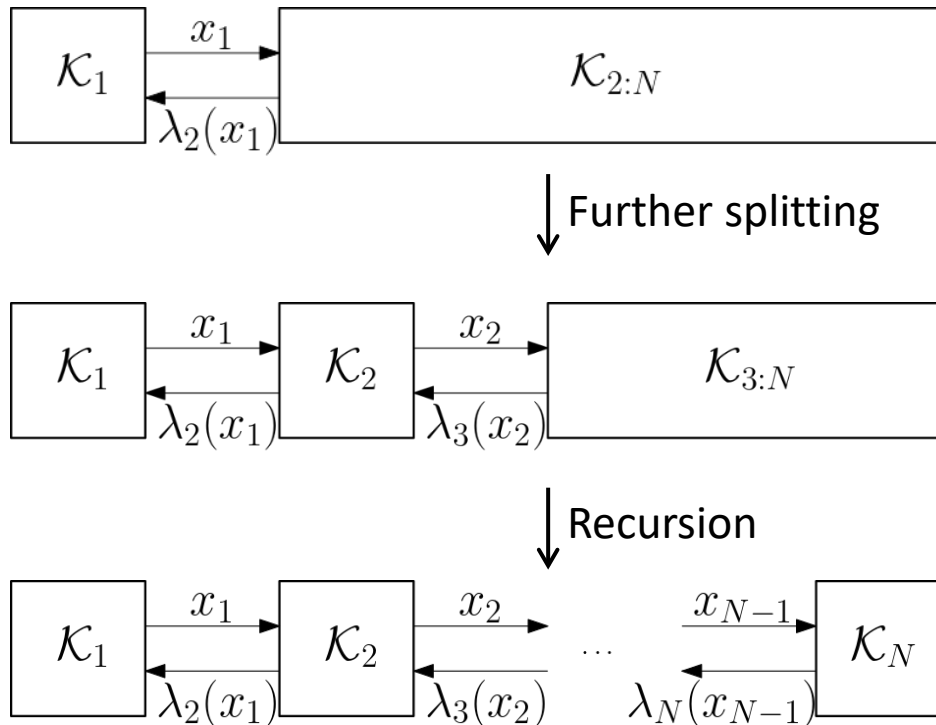 x₁
𝒦₁ 𝒦₂:N
λ₂(x₁)
Further splitting
x₁ x₂
𝒦₁ 𝒦₂ 𝒦₃:N
λ₂(x₁) λ₃(x₂)
Recursion
x₁ x₂ x_{N−1}
𝒦₁ 𝒦₂ ... 𝒦_N
λ₂(x₁) λ₃(x₂) λ_N(x_{N−1})